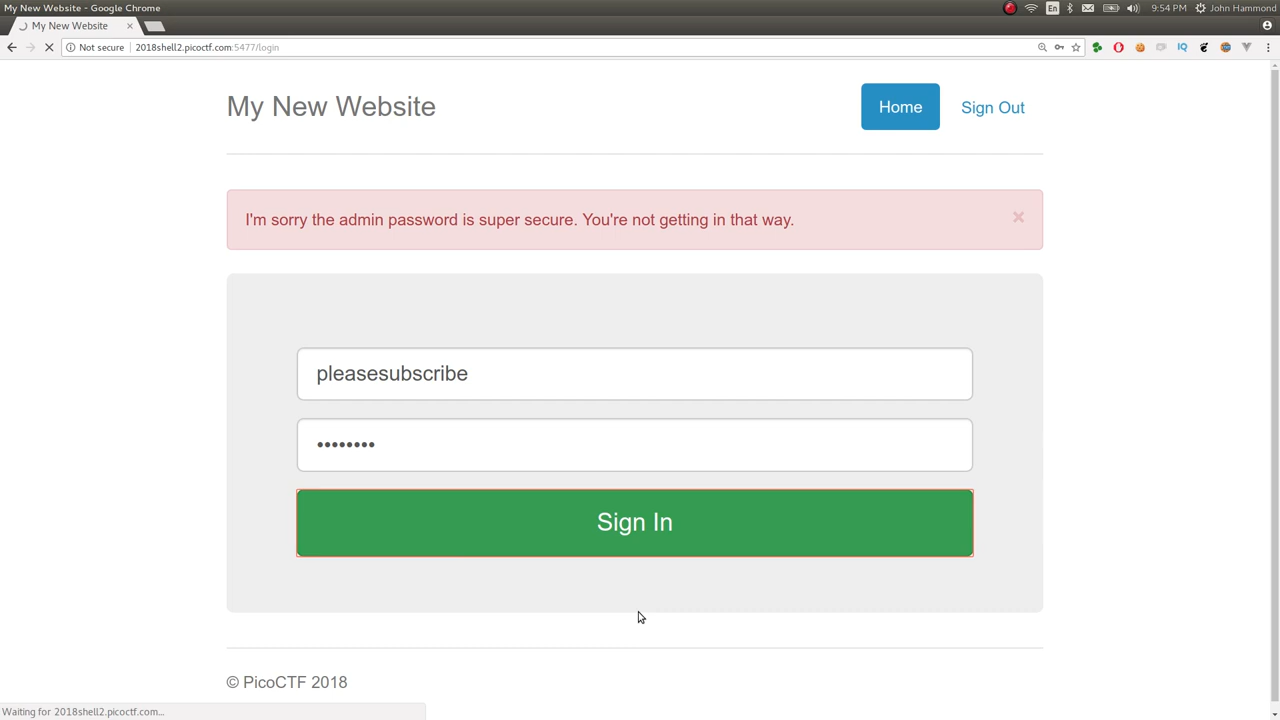 My New Website - Google Chrome
En
9:54 PM
John Hammond
My New Website
Not secure
2018shell2.picoctf.com:5477/login
IQ
My New Website
Home
Sign Out
I'm sorry the admin password is super secure. You're not getting in that way.
×
pleasesubscribe
••••••••
Sign In
© PicoCTF 2018
Waiting for 2018shell2.picoctf.com...